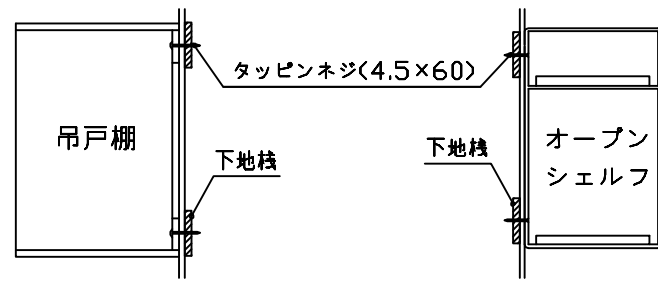 タッピンネジ(4.5×60)
吊戸棚
オープン
シェルフ
下地桟
下地桟